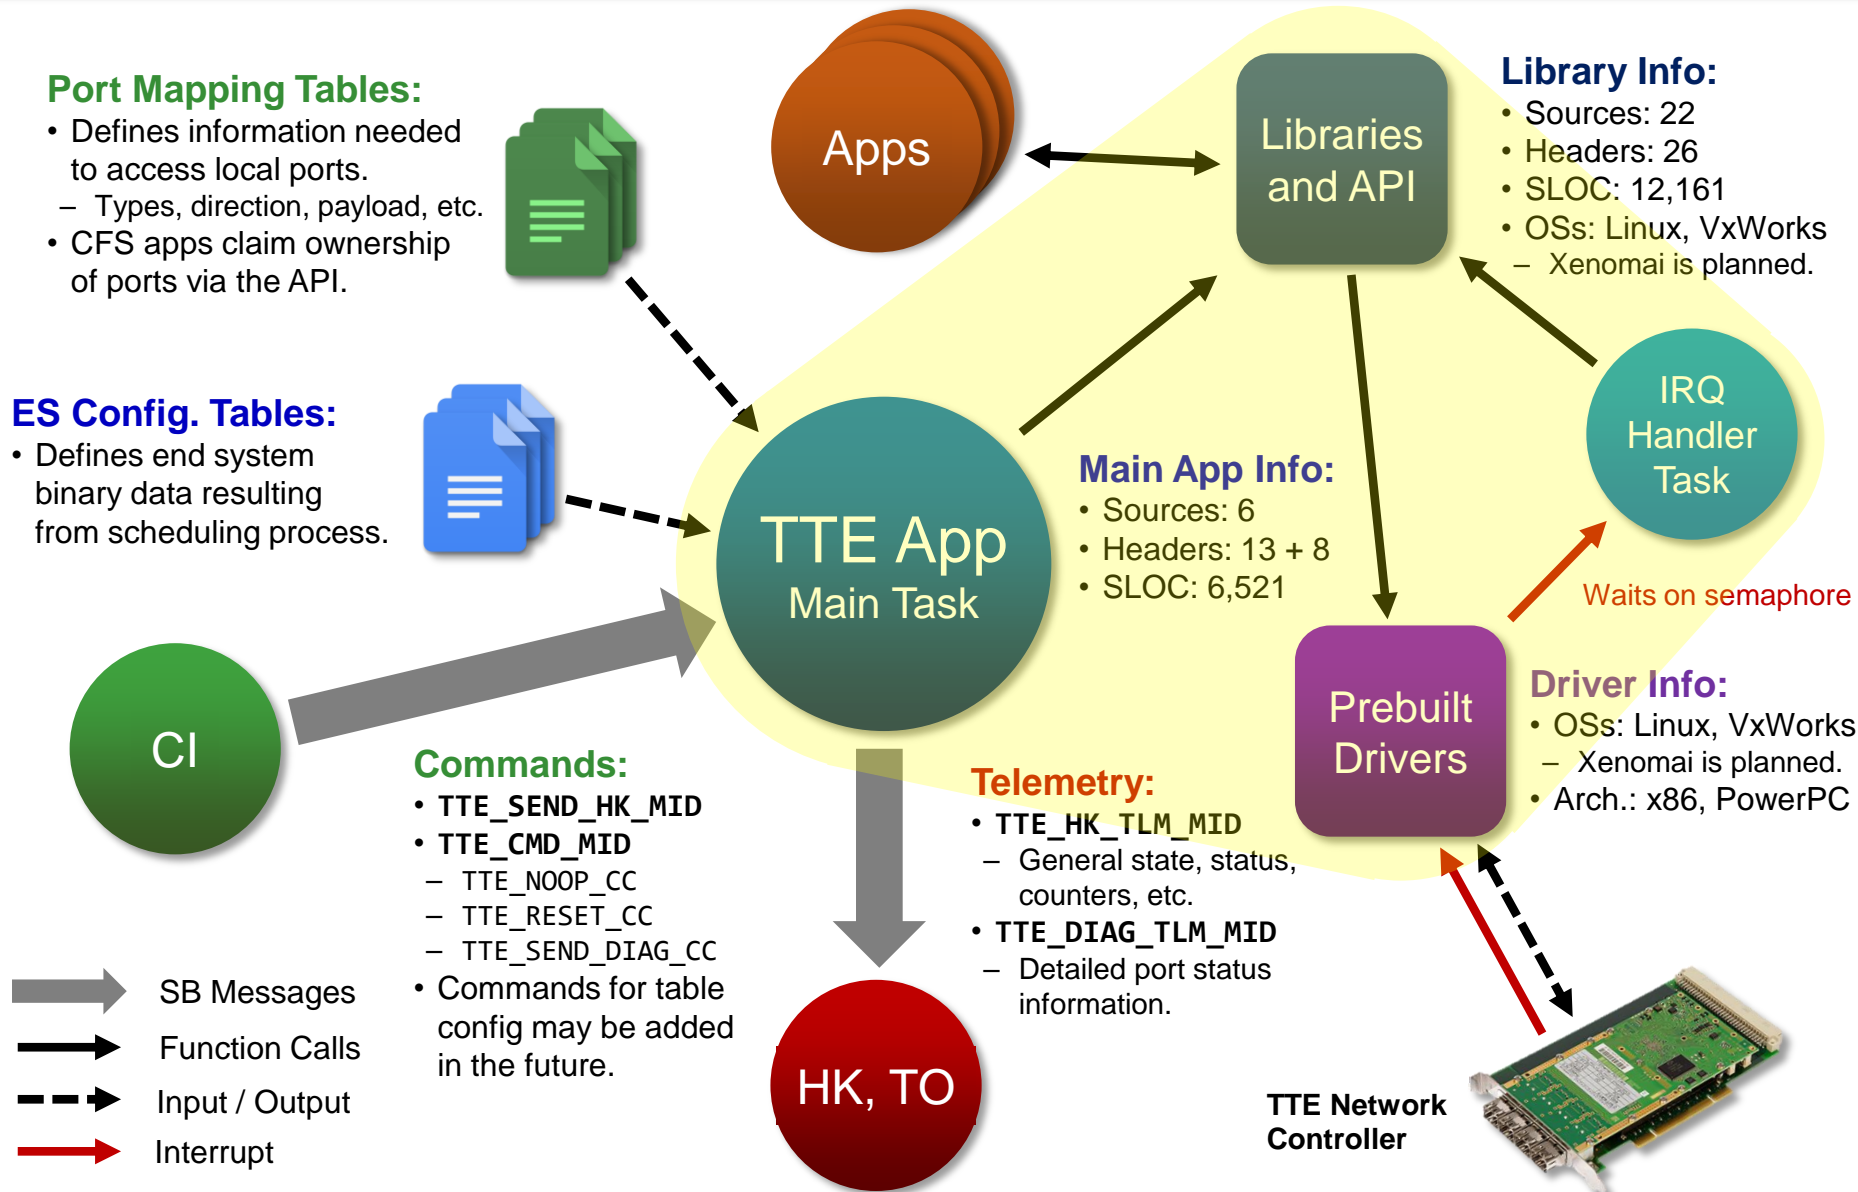 Port Mapping Tables:
• Defines information needed
to access local ports.
– Types, direction, payload, etc.
• CFS apps claim ownership
of ports via the API.
Apps
Libraries
and API
Library Info:
• Sources: 22
• Headers: 26
• SLOC: 12,161
• OSs: Linux, VxWorks
– Xenomai is planned.
ES Config. Tables:
• Defines end system
binary data resulting
from scheduling process.
TTE App
Main Task
Main App Info:
• Sources: 6
• Headers: 13 + 8
• SLOC: 6,521
IRQ
Handler
Task
Waits on semaphore
CI
Prebuilt
Drivers
Driver Info:
• OSs: Linux, VxWorks
– Xenomai is planned.
• Arch.: x86, PowerPC
Commands:
• TTE_SEND_HK_MID
• TTE_CMD_MID
– TTE_NOOP_CC
– TTE_RESET_CC
– TTE_SEND_DIAG_CC
• Commands for table
config may be added
in the future.
Telemetry:
• TTE_HK_TLM_MID
– General state, status,
counters, etc.
• TTE_DIAG_TLM_MID
– Detailed port status
information.
SB Messages
Function Calls
Input / Output
Interrupt
HK, TO
TTE Network
Controller